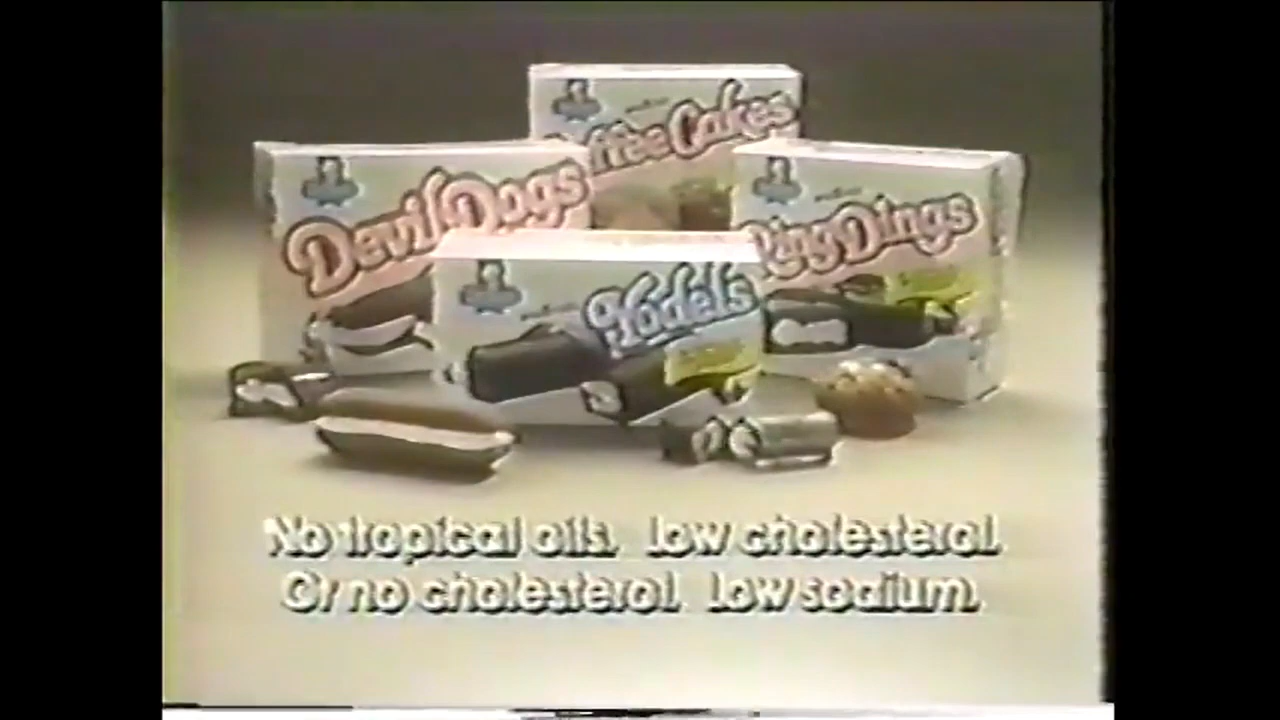 Coffee Cakes
Devil Dogs
Ring Dings
Yodels
No tropical oils. low cholesterol.
Or no cholesterol. Low sodium.